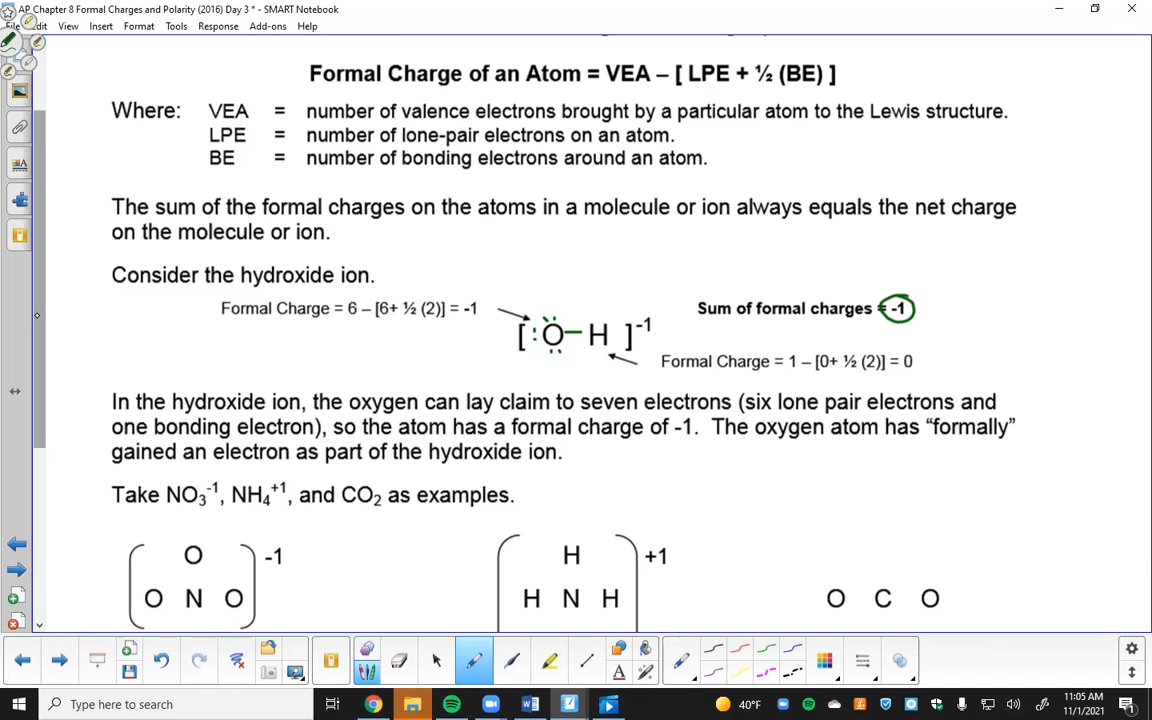 AP Chapter 8 Formal Charges and Polarity (2016) Day 3 * - SMART Notebook
File Edit View Insert Format Tools Response Add-ons Help
Formal Charge of an Atom = VEA – [ LPE + ½ (BE) ]
Where: VEA = number of valence electrons brought by a particular atom to the Lewis structure.
LPE = number of lone-pair electrons on an atom.
BE = number of bonding electrons around an atom.
The sum of the formal charges on the atoms in a molecule or ion always equals the net charge
on the molecule or ion.
Consider the hydroxide ion.
Formal Charge = 6 – [6+ ½ (2)] = -1
Sum of formal charges = -1
[ :O–H ]⁻¹
Formal Charge = 1 – [0+ ½ (2)] = 0
In the hydroxide ion, the oxygen can lay claim to seven electrons (six lone pair electrons and
one bonding electron), so the atom has a formal charge of -1. The oxygen atom has “formally”
gained an electron as part of the hydroxide ion.
Take NO₃⁻¹, NH₄⁺¹, and CO₂ as examples.
O -1 H +1
O N O H N H O C O
A
Type here to search
40°F
11:05 AM
11/1/2021
1